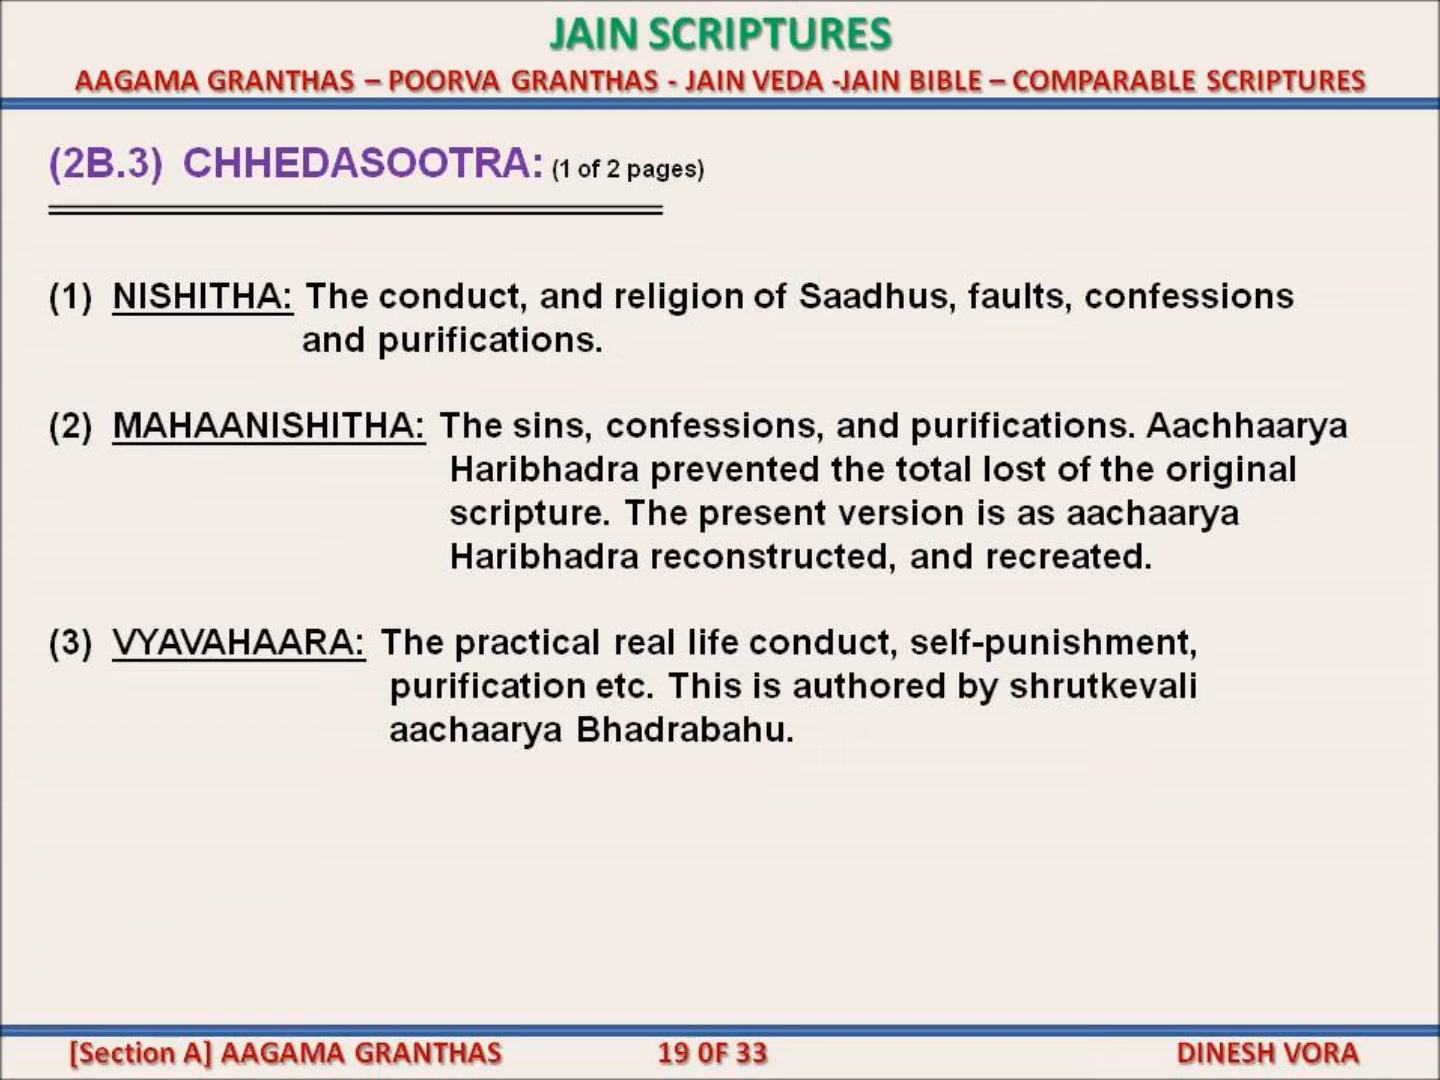 JAIN SCRIPTURES
AAGAMA GRANTHAS – POORVA GRANTHAS - JAIN VEDA -JAIN BIBLE – COMPARABLE SCRIPTURES
(2B.3) CHHEDASOOTRA: (1 of 2 pages)
(1) NISHITHA: The conduct, and religion of Saadhus, faults, confessions
and purifications.
(2) MAHAANISHITHA: The sins, confessions, and purifications. Aachhaarya
Haribhadra prevented the total lost of the original
scripture. The present version is as aachaarya
Haribhadra reconstructed, and recreated.
(3) VYAVAHAARA: The practical real life conduct, self-punishment,
purification etc. This is authored by shrutkevali
aachaarya Bhadrabahu.
[Section A] AAGAMA GRANTHAS 19 0F 33 DINESH VORA